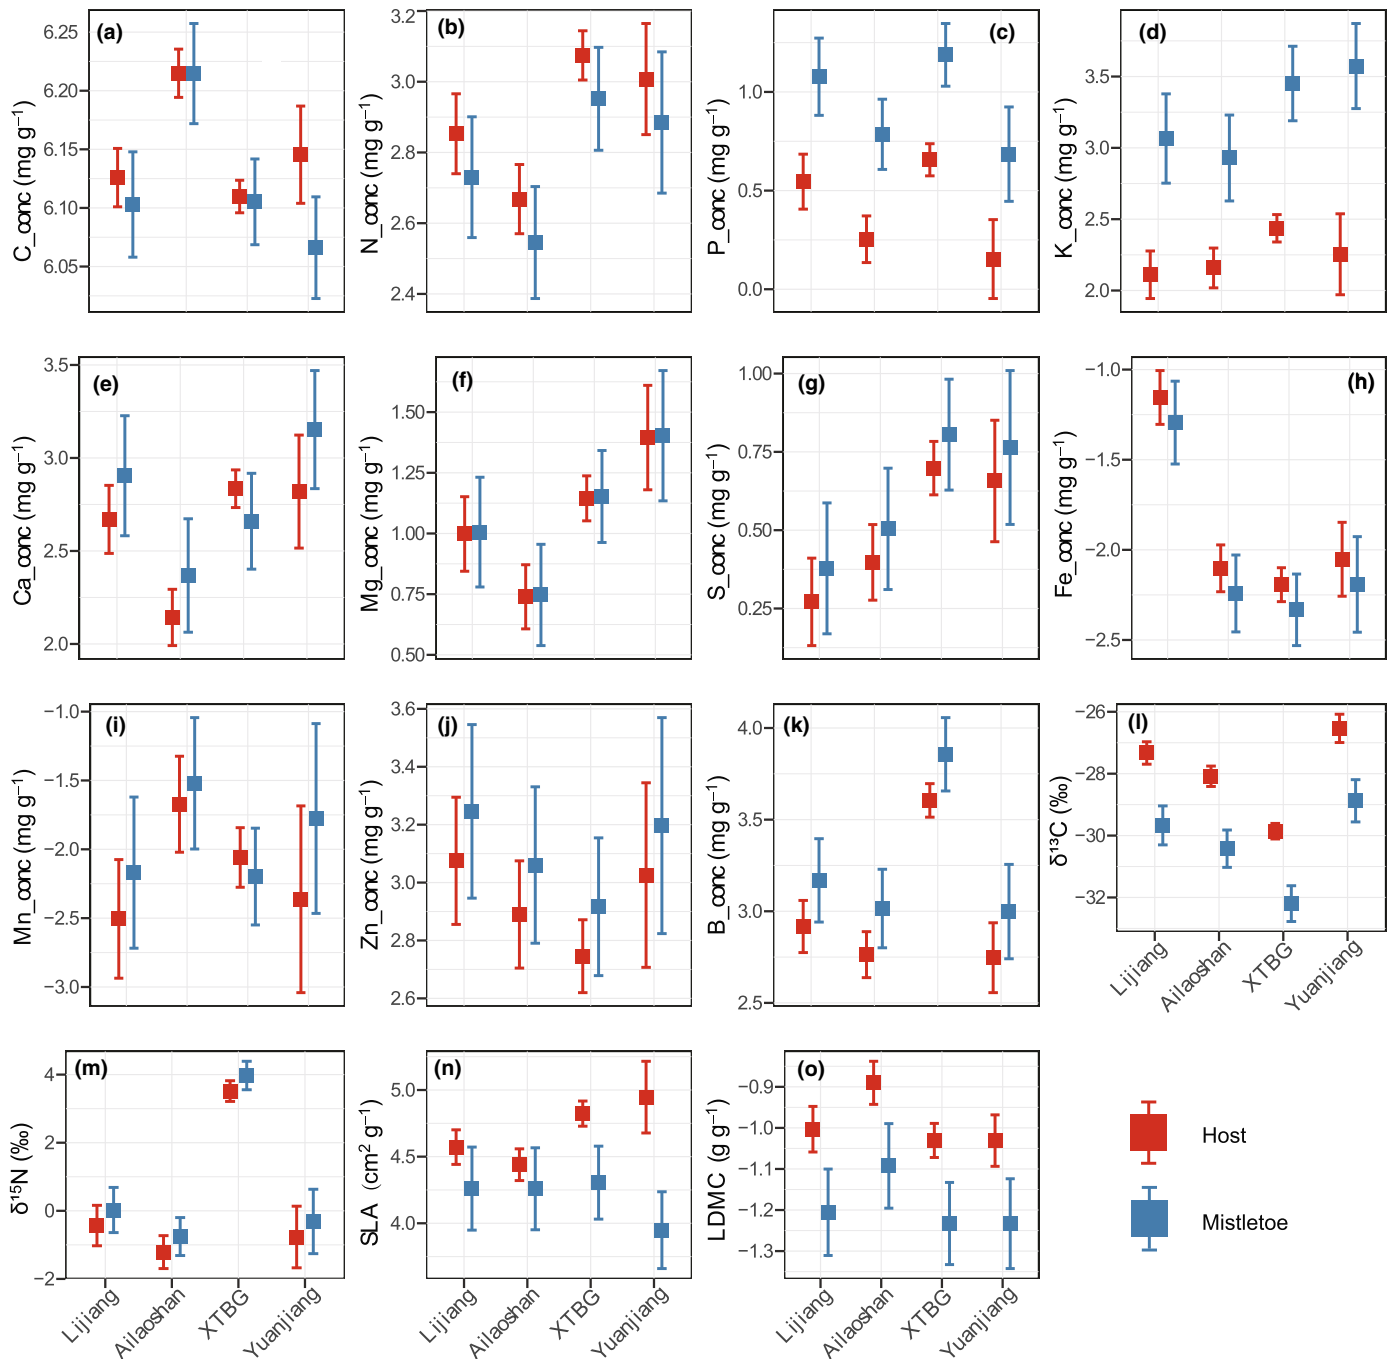 (a)
C_conc (mg g⁻¹)
6.25
6.20
6.15
6.10
6.05
(b)
N_conc (mg g⁻¹)
3.2
3.0
2.8
2.6
2.4
(c)
P_conc (mg g⁻¹)
1.0
0.5
0.0
(d)
K_conc (mg g⁻¹)
3.5
3.0
2.5
2.0
(e)
Ca_conc (mg g⁻¹)
3.5
3.0
2.5
2.0
(f)
Mg_conc (mg g⁻¹)
1.50
1.25
1.00
0.75
0.50
(g)
S_conc (mg g⁻¹)
1.00
0.75
0.50
0.25
(h)
Fe_conc (mg g⁻¹)
−1.0
−1.5
−2.0
−2.5
(i)
Mn_conc (mg g⁻¹)
−1.0
−1.5
−2.0
−2.5
−3.0
(j)
Zn_conc (mg g⁻¹)
3.6
3.4
3.2
3.0
2.8
2.6
(k)
B_conc (mg g⁻¹)
4.0
3.5
3.0
2.5
(l)
δ¹³C (‰)
−26
−28
−30
−32
Lijiang
Ailaoshan
XTBG
Yuanjiang
(m)
δ¹⁵N (‰)
4
2
0
−2
Lijiang
Ailaoshan
XTBG
Yuanjiang
(n)
SLA (cm² g⁻¹)
5.0
4.5
4.0
Lijiang
Ailaoshan
XTBG
Yuanjiang
(o)
LDMC (g g⁻¹)
−0.9
−1.0
−1.1
−1.2
−1.3
Lijiang
Ailaoshan
XTBG
Yuanjiang
Host
Mistletoe